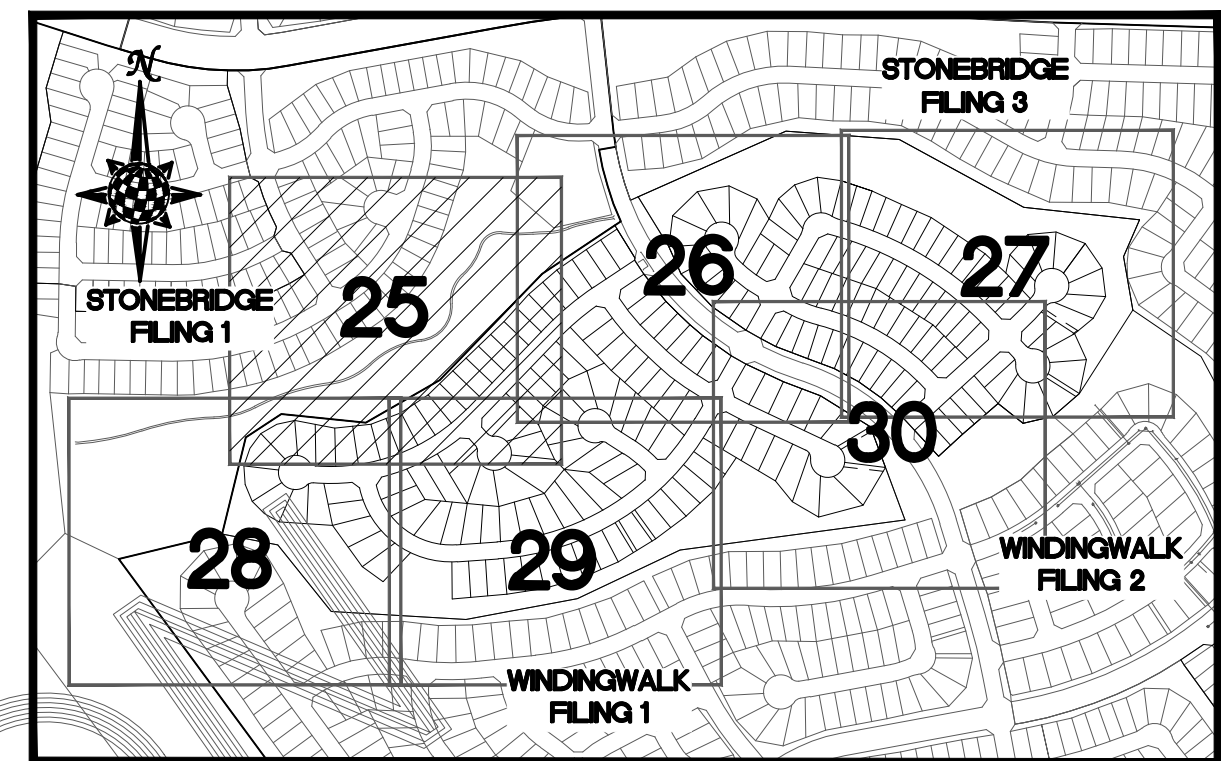 N
STONEBRIDGE
FILING 3
26
27
25
STONEBRIDGE
FILING 1
30
28
29
WINDINGWALK
FILING 2
WINDINGWALK
FILING 1